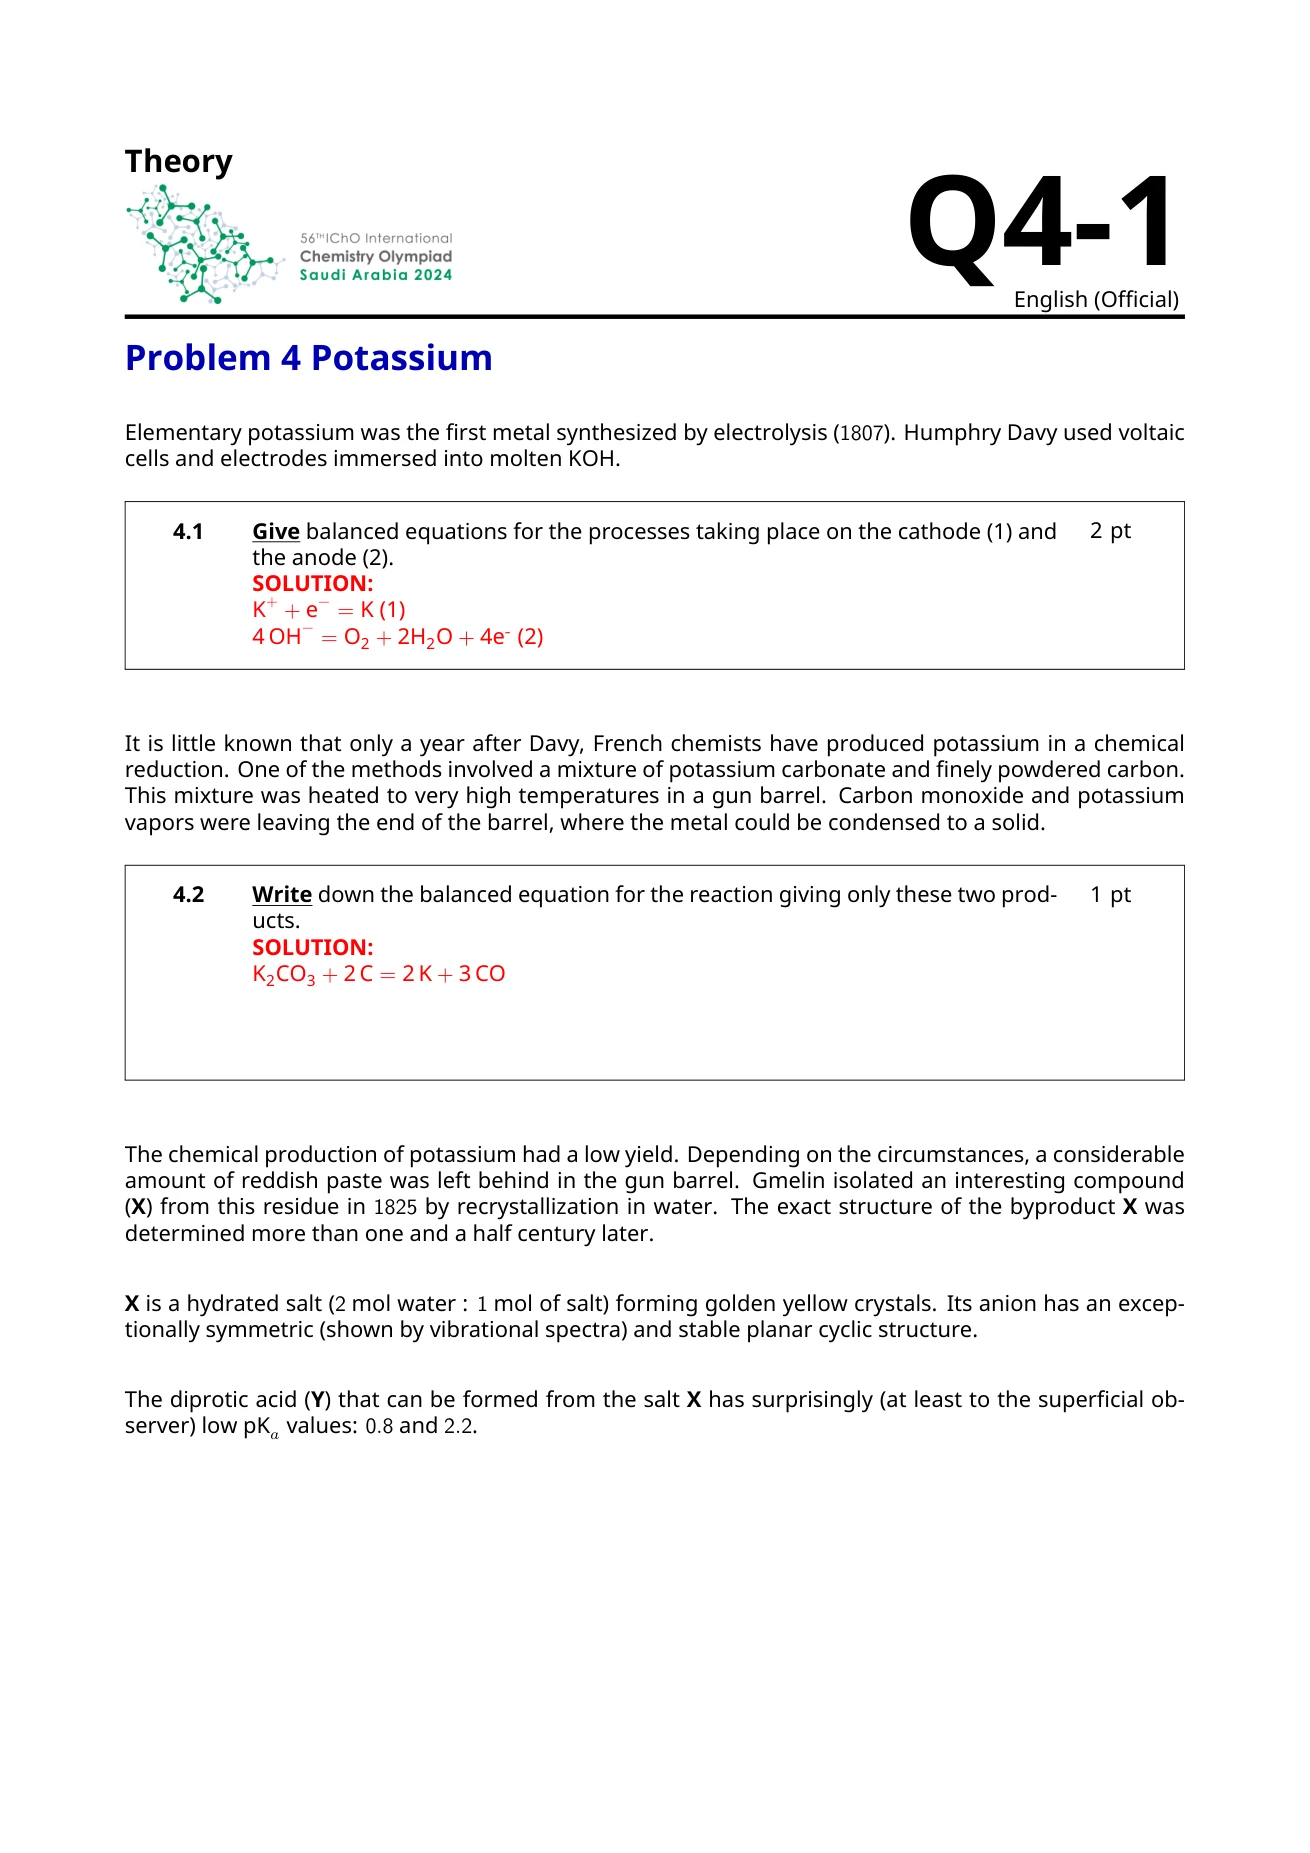 Theory
56ᵀᴴIChO International
Chemistry Olympiad
Saudi Arabia 2024
Q4-1
English (Official)
Problem 4 Potassium
Elementary potassium was the first metal synthesized by electrolysis (1807). Humphry Davy used voltaic
cells and electrodes immersed into molten KOH.
4.1 Give balanced equations for the processes taking place on the cathode (1) and 2 pt
the anode (2).
SOLUTION:
K⁺ + e⁻ = K (1)
4 OH⁻ = O₂ + 2H₂O + 4e⁻ (2)
It is little known that only a year after Davy, French chemists have produced potassium in a chemical
reduction. One of the methods involved a mixture of potassium carbonate and finely powdered carbon.
This mixture was heated to very high temperatures in a gun barrel. Carbon monoxide and potassium
vapors were leaving the end of the barrel, where the metal could be condensed to a solid.
4.2 Write down the balanced equation for the reaction giving only these two prod- 1 pt
ucts.
SOLUTION:
K₂CO₃ + 2 C = 2 K + 3 CO
The chemical production of potassium had a low yield. Depending on the circumstances, a considerable
amount of reddish paste was left behind in the gun barrel. Gmelin isolated an interesting compound
(X) from this residue in 1825 by recrystallization in water. The exact structure of the byproduct X was
determined more than one and a half century later.
X is a hydrated salt (2 mol water : 1 mol of salt) forming golden yellow crystals. Its anion has an excep-
tionally symmetric (shown by vibrational spectra) and stable planar cyclic structure.
The diprotic acid (Y) that can be formed from the salt X has surprisingly (at least to the superficial ob-
server) low pKₐ values: 0.8 and 2.2.